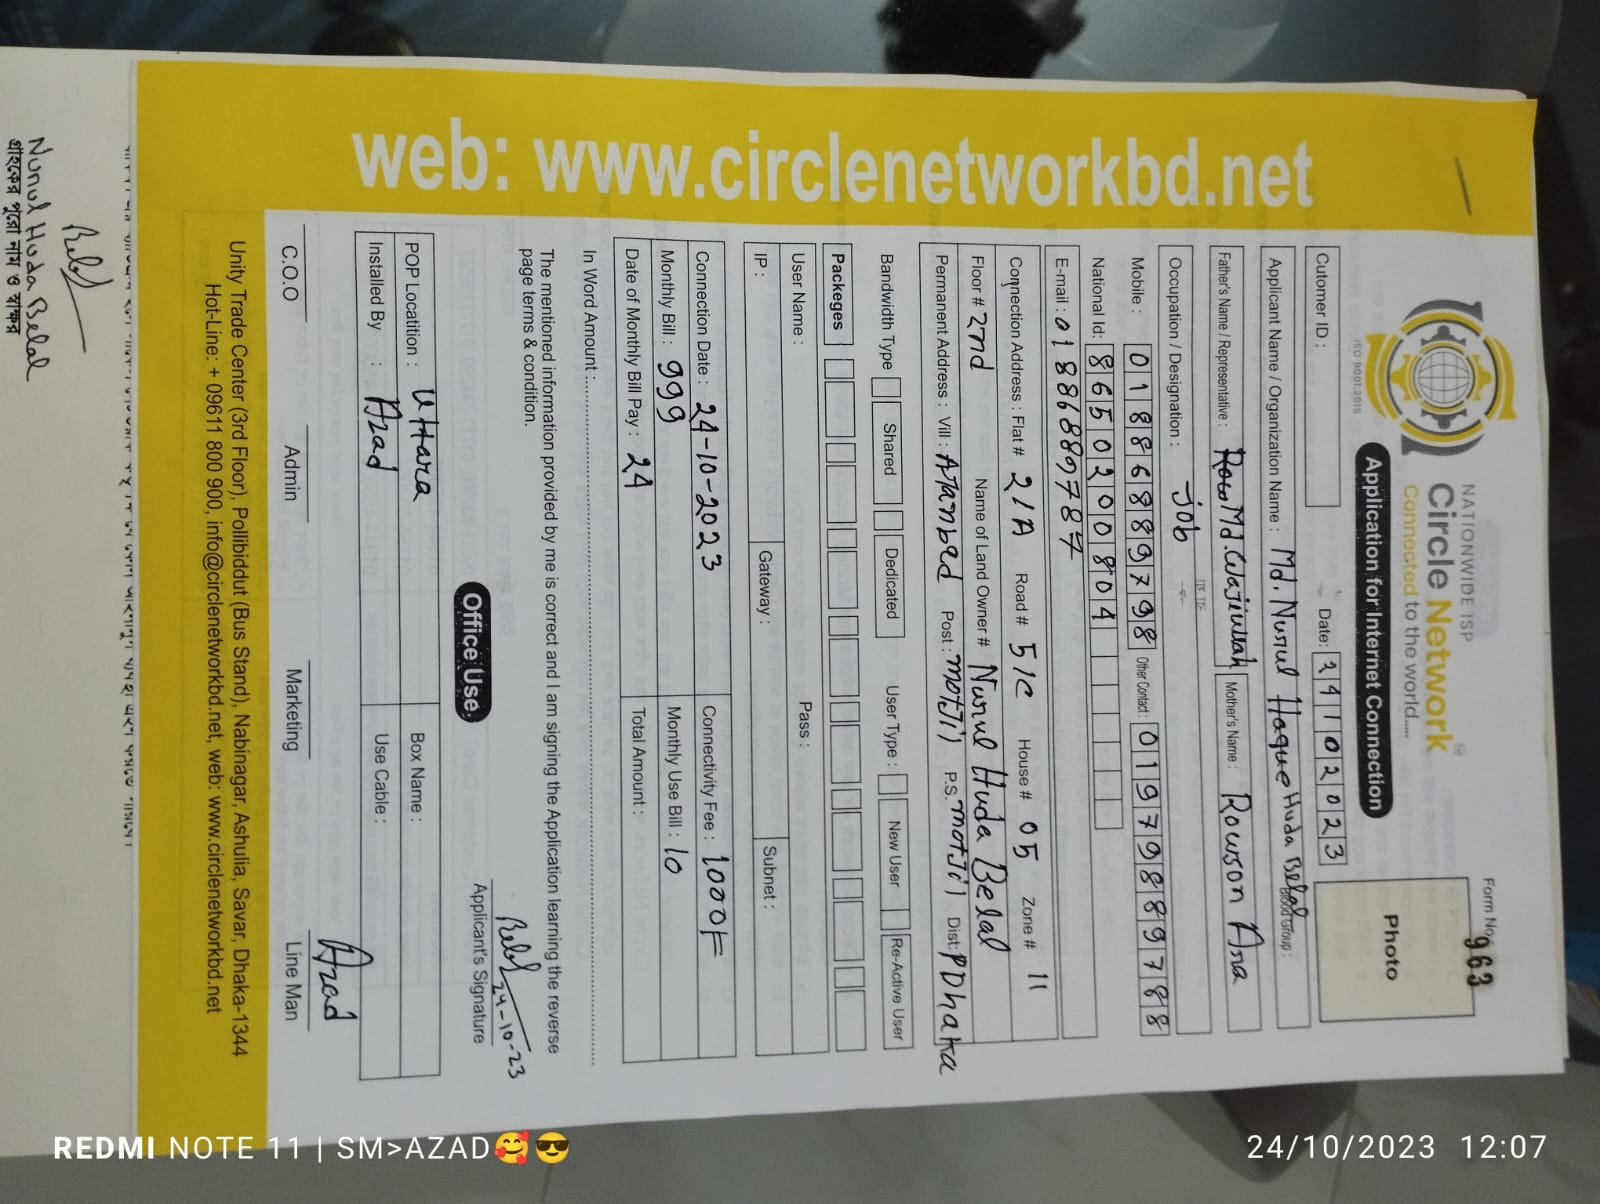 Form No. 963
NATIONWIDE ISP
Circle Network
Connected to the world.....
ISO 9001:2015
Application for Internet Connection
Photo
Cutomer ID :
Date: 24102023
Applicant Name / Organization Name : Md. Nurul Haque Huda Belal
Father's Name / Representative : Md. Wajiullah Mother's Name : Rowson Ara
Occupation / Designation : Job
Mobile : 01886889798 Other Contact : 01979889788
National Id: 8650200804
E-mail : 01886889787
Connection Address : Flat # 2/A Road # 5/C House # 05 Zone # 11
Floor # 2nd Name of Land Owner # Nurul Huda Belal
Permanent Address : Vill : Post : motJil P.S. motJil Dist: Dhaka
Bandwidth Type Shared Dedicated User Type : New User Re-Active User
Packeges
User Name : Pass :
IP : Gateway : Subnet :
Connection Date : 24-10-2023 Connectivity Fee : 1000
Monthly Bill : 999 Monthly Use Bill : 10
Date of Monthly Bill Pay : 24 Total Amount :
In Word Amount :
The mentioned information provided by me is correct and I am signing the Application learning the reverse
page terms & condition.
Belal
24-10-23
Applicant's Signature
Office Use
POP Locatition : Uttara Box Name :
Installed By : Azad Use Cable :
Azad
C.O.O Admin Marketing Line Man
Unity Trade Center (3rd Floor), Pollibiddut (Bus Stand), Nabinagar, Ashulia, Savar, Dhaka-1344
Hot-Line: + 09611 800 900, info@circlenetworkbd.net, web: www.circlenetworkbd.net
web: www.circlenetworkbd.net
Belal
Nurul Huda Belal
গ্রাহকের পুরো নাম ও স্বাক্ষর
REDMI NOTE 11 | SM>AZAD🥰😎
24/10/2023 12:07